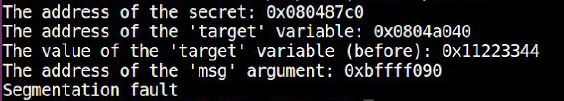 The address of the secret: 0x080487c0
The address of the 'target' variable: 0x0804a040
The value of the 'target' variable (before): 0x11223344
The address of the 'msg' argument: 0xbffff090
Segmentation fault